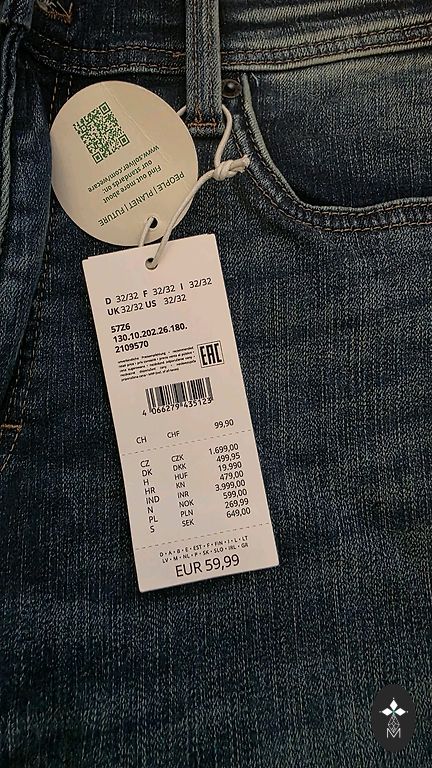 PEOPLE | PLANET | FUTURE
Find out more about
our standards on:
www.soliver.com/wecare
D 32/32 F 32/32 I 32/32
UK 32/32 US 32/32
57Z6
130.10.202.26.180.
2109570
EAC
4 066279 435123
CH CHF 99,90
CZ CZK 1.699,00
DK DKK 499,95
H HUF 19.990
HR KN 479,00
IND INR 3.999,00
N NOK 599,00
PL PLN 269,99
S SEK 649,00
D • A • B • E • EST • F • FIN • I • L • LT
LV • M • NL • P • SK • SLO • IRL • GR
EUR 59,99
M